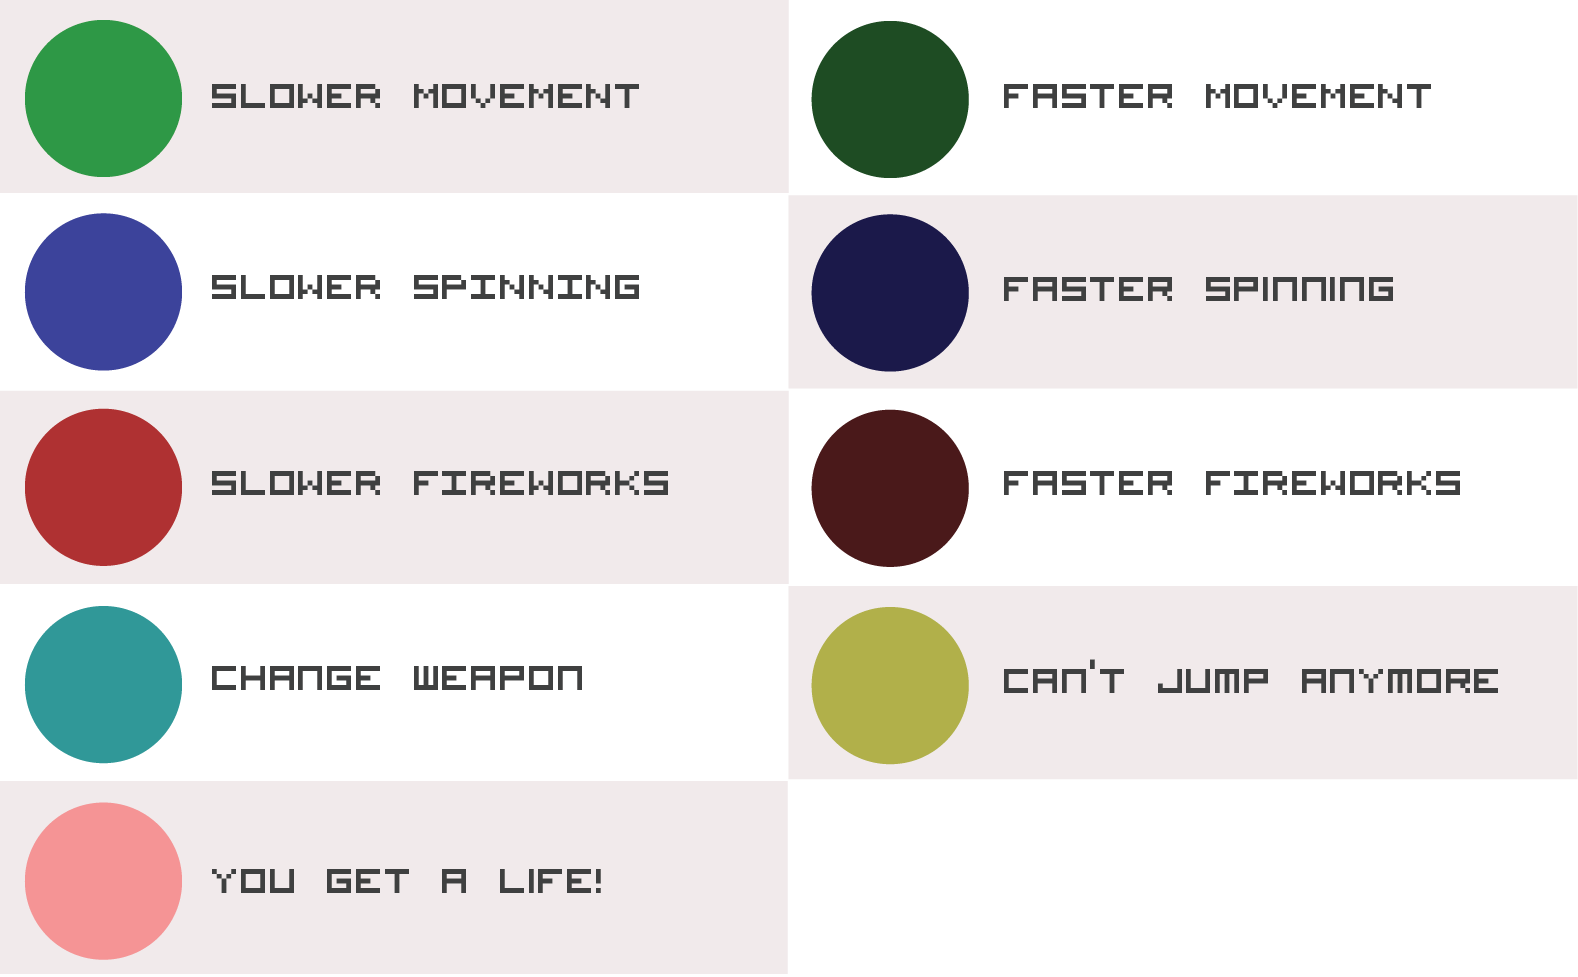 SLOWER MOVEMENT
FASTER MOVEMENT
SLOWER SPINNING
FASTER SPINNING
SLOWER FIREWORKS
FASTER FIREWORKS
CHANGE WEAPON
CAN'T JUMP ANYMORE
YOU GET A LIFE!